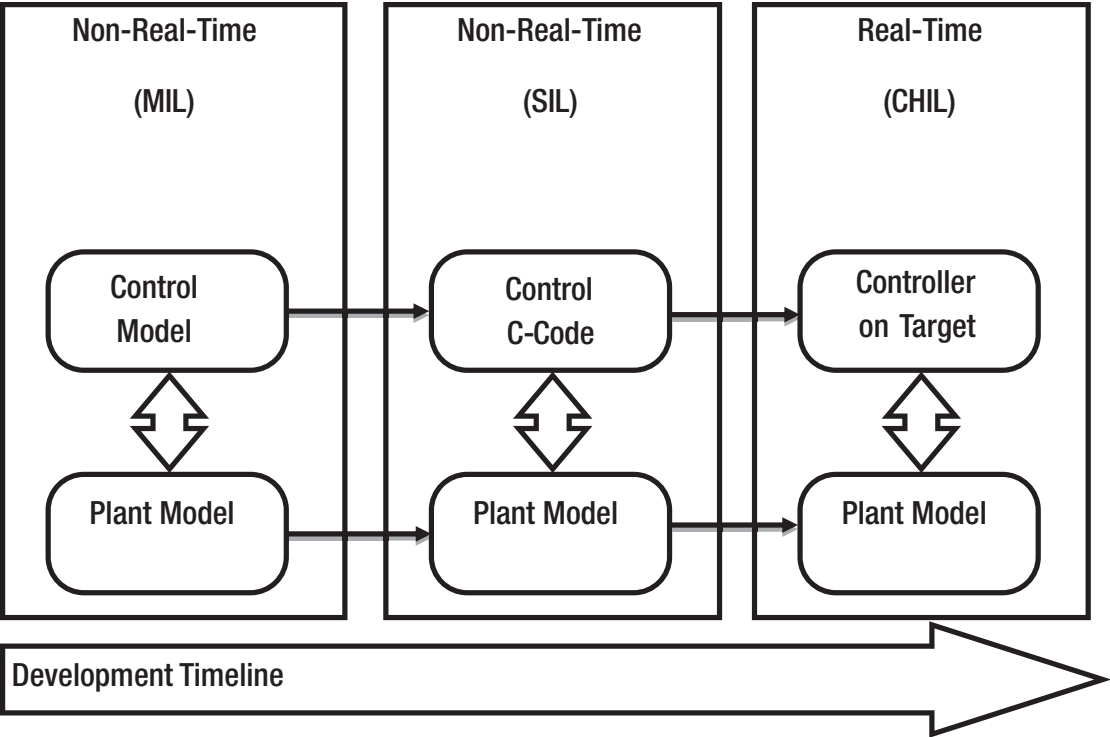 Non-Real-Time
(MIL)
Control
Model
Plant Model
Non-Real-Time
(SIL)
Control
C-Code
Plant Model
Real-Time
(CHIL)
Controller
on Target
Plant Model
Development Timeline